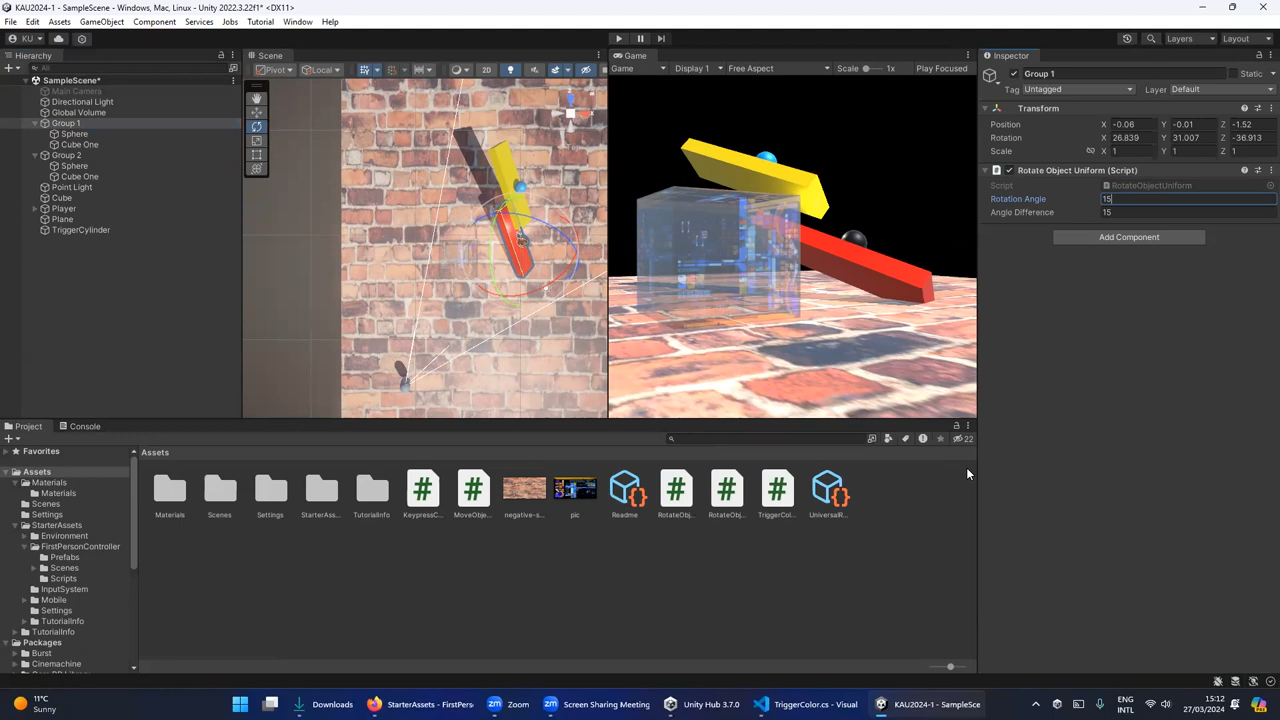 KAU2024-1 - SampleScene - Windows, Mac, Linux - Unity 2022.3.22f1* <DX11>
File Edit Assets GameObject Component Services Jobs Tutorial Window Help
KU Layers Layout
Hierarchy Scene Game Inspector
All Pivot Local 2D Game Display 1 Free Aspect Scale 1x Play Focused
Group 1 Static
Tag Untagged Layer Default
SampleScene*
Main Camera
Directional Light
Global Volume
Group 1
Sphere
Cube One
Group 2
Sphere
Cube One
Point Light
Cube
Player
Plane
TriggerCylinder
Transform
Position X -0.06 Y -0.01 Z -1.52
Rotation X 26.839 Y 31.007 Z -36.913
Scale X 1 Y 1 Z 1
Rotate Object Uniform (Script)
Script RotateObjectUniform
Rotation Angle 15
Angle Difference 15
Add Component
Project Console
22
Favorites
Assets
Materials
Materials
Scenes
Settings
StarterAssets
Environment
FirstPersonController
Prefabs
Scenes
Scripts
InputSystem
Mobile
Settings
TutorialInfo
TutorialInfo
Packages
Burst
Cinemachine
Assets
Materials Scenes Settings StarterAss... TutorialInfo KeypressC... MoveObje... negative-s... pic Readme RotateObj... RotateObj... TriggerCol... UniversalR...
11°C
Sunny
Downloads StarterAssets - FirstPers Zoom Screen Sharing Meeting Unity Hub 3.7.0 TriggerColor.cs - Visual KAU2024-1 - SampleSce
ENG
INTL
15:12
27/03/2024